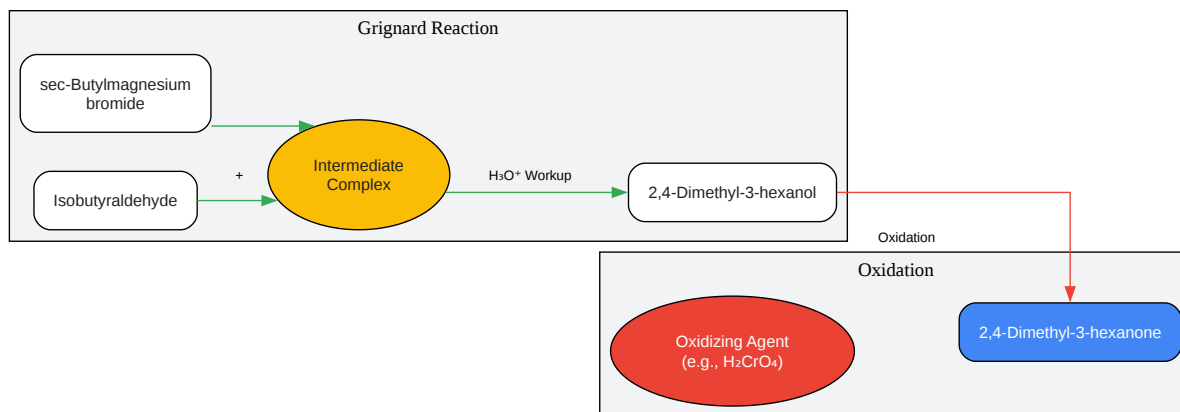 Grignard Reaction
sec-Butylmagnesium
bromide
+
Isobutyraldehyde
Intermediate
Complex
H₃O⁺ Workup
2,4-Dimethyl-3-hexanol
Oxidation
Oxidation
Oxidizing Agent
(e.g., H₂CrO₄)
2,4-Dimethyl-3-hexanone